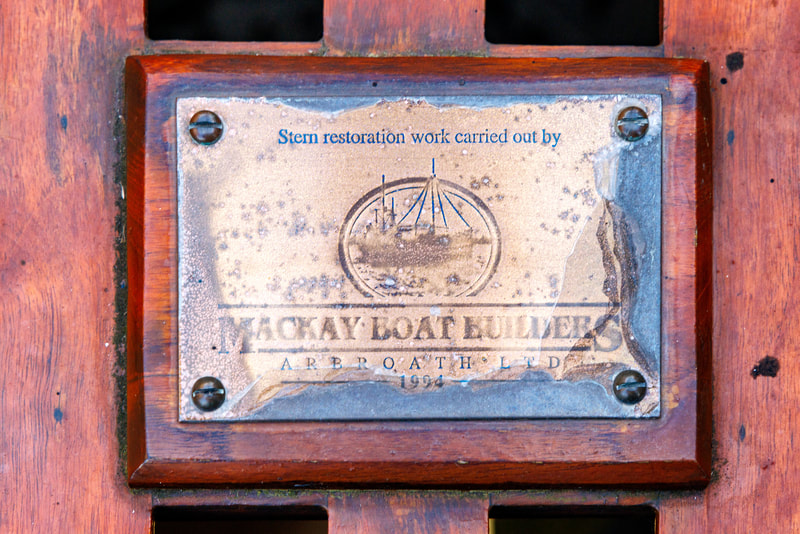 Stern restoration work carried out by
MACKAY BOAT BUILDERS
ARBROATH LTD
1994